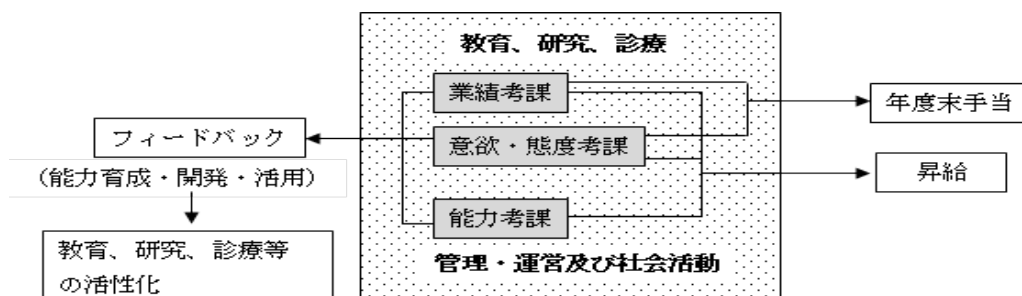 教育、研究、診療
業績考課
年度末手当
フィードバック
意欲・態度考課
(能力育成・開発・活用)
昇給
能力考課
教育、研究、診療等
の活性化
管理・運営及び社会活動